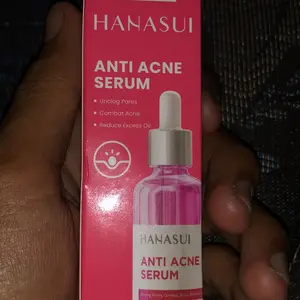 HANASUI
ANTI ACNE
SERUM
• Unclog Pores
• Combat Acne
• Reduce Excess Oil
HANASUI
ANTI ACNE
SERUM